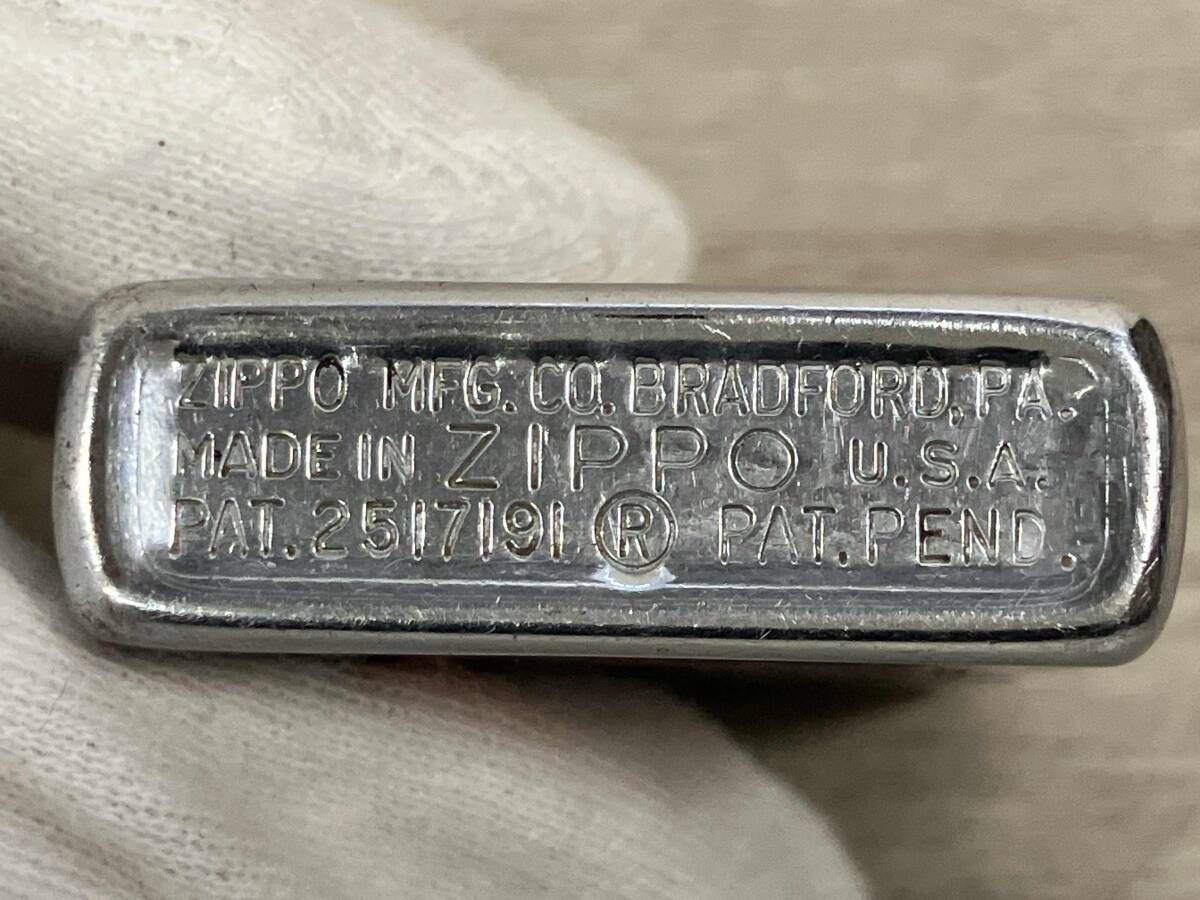 ZIPPO MFG. CO. BRADFORD, PA.
MADE IN ZIPPO U.S.A.
PAT. 2517191 ® PAT. PEND.